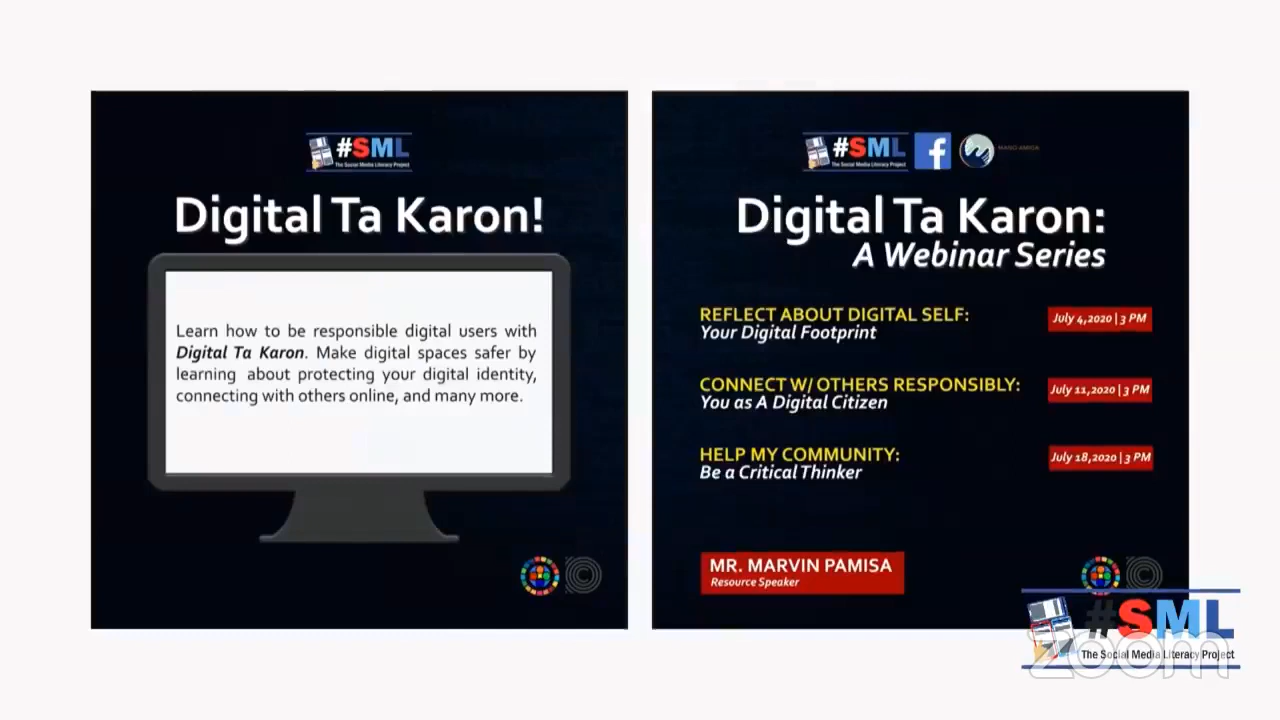 #SML
The Social Media Literacy Project
Digital Ta Karon!
Learn how to be responsible digital users with
Digital Ta Karon. Make digital spaces safer by
learning about protecting your digital identity,
connecting with others online, and many more.
#SML
The Social Media Literacy Project
f
MANO AMIGA
Digital Ta Karon:
A Webinar Series
REFLECT ABOUT DIGITAL SELF:
Your Digital Footprint
July 4,2020 | 3 PM
CONNECT W/ OTHERS RESPONSIBLY:
You as A Digital Citizen
July 11,2020 | 3 PM
HELP MY COMMUNITY:
Be a Critical Thinker
July 18,2020 | 3 PM
MR. MARVIN PAMISA
Resource Speaker
#SML
The Social Media Literacy Project
zoom